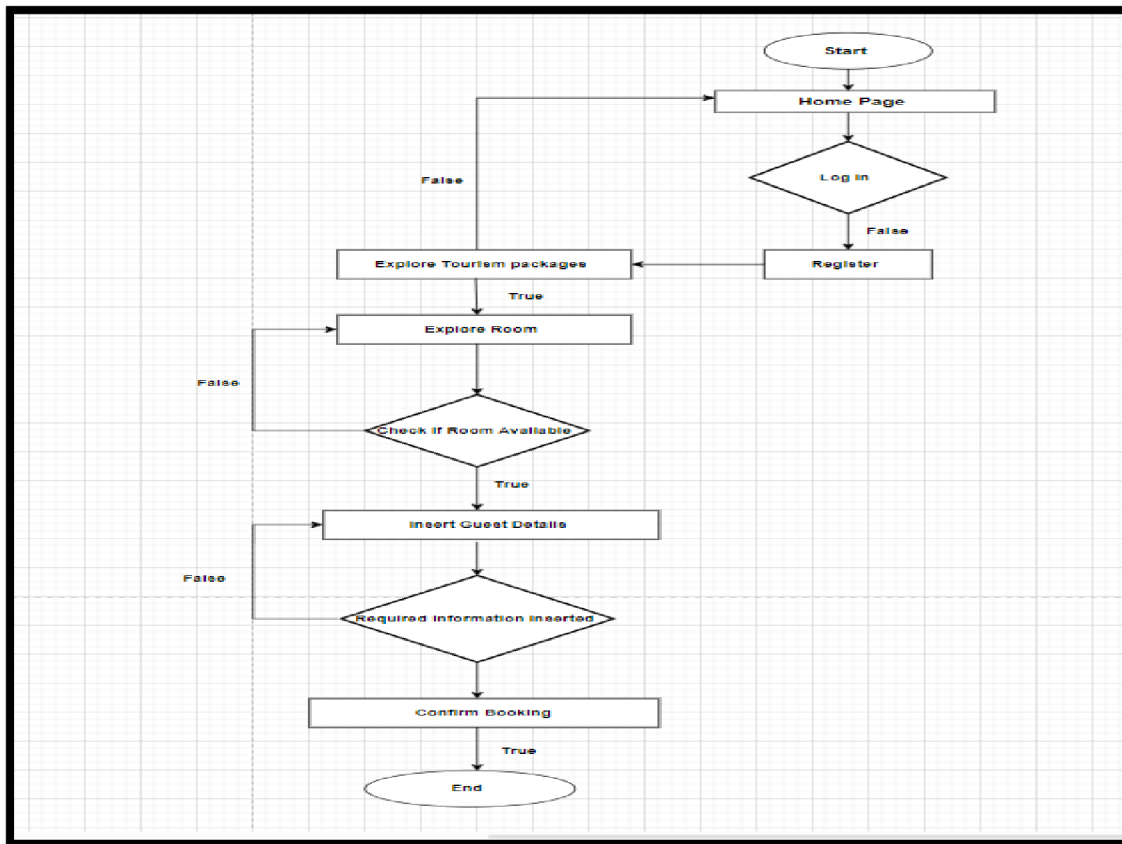 Start
Home Page
Log in
False
Register
False
Explore Tourism packages
True
Explore Room
False
Check if Room Available
True
Insert Guest Details
False
Required Information Inserted
Confirm Booking
True
End